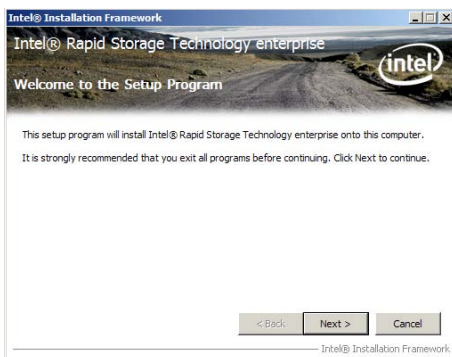 Intel® Installation Framework
Intel® Rapid Storage Technology enterprise
intel
Welcome to the Setup Program
This setup program will install Intel® Rapid Storage Technology enterprise onto this computer.
It is strongly recommended that you exit all programs before continuing. Click Next to continue.
< Back Next > Cancel
Intel® Installation Framework